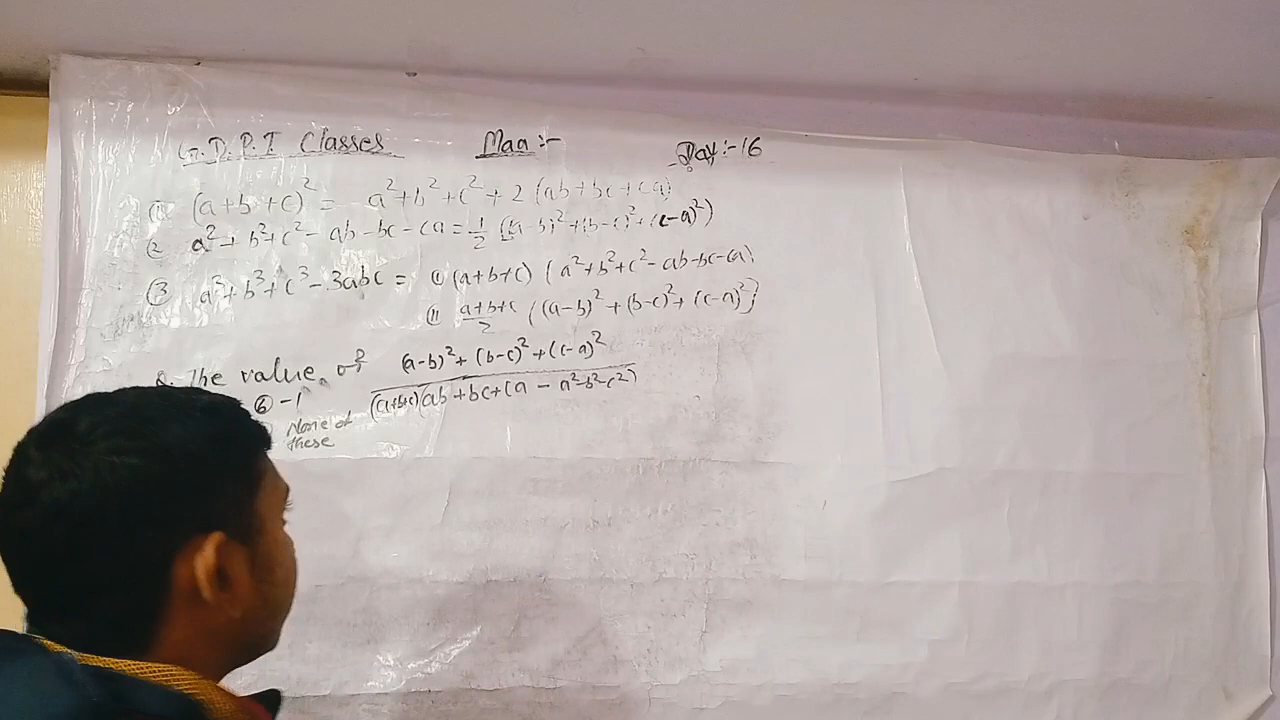 G.D.P.I Classes Maa :- Day :- 16
① (a+b+c)² = a²+b²+c²+2(ab+bc+ca)
② a²+b²+c²-ab-bc-ca = 1/2 ((a-b)²+(b-c)²+(c-a)²)
③ a³+b³+c³-3abc = ① (a+b+c) (a²+b²+c²-ab-bc-ca)
② (a+b+c)/2 {(a-b)²+(b-c)²+(c-a)²}
Q. The value of (a-b)²+(b-c)²+(c-a)²
(a+b+c)(ab+bc+ca-a²-b²-c²)
ⓑ -1
None of
these